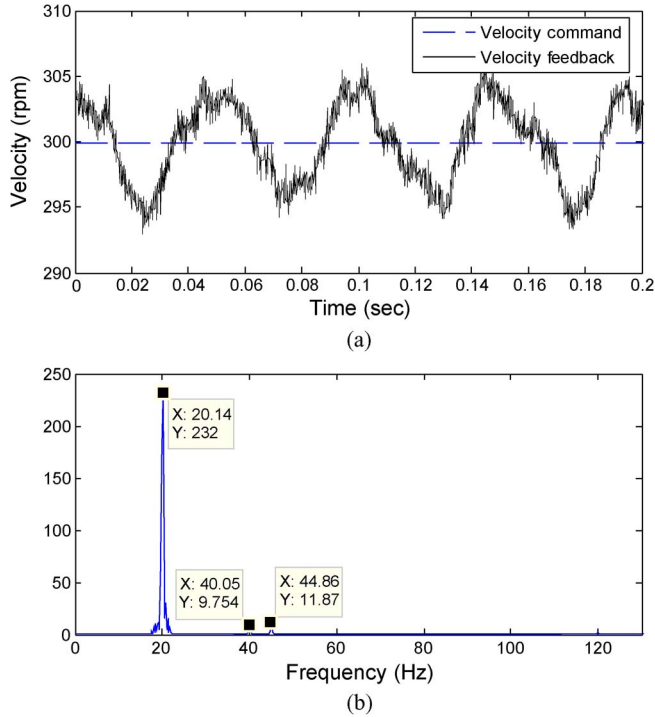 310
305
300
295
290
Velocity (rpm)
Velocity command
Velocity feedback
0 0.02 0.04 0.06 0.08 0.1 0.12 0.14 0.16 0.18 0.2
Time (sec)
(a)
250
200
150
100
50
0
X: 20.14
Y: 232
X: 40.05
Y: 9.754
X: 44.86
Y: 11.87
0 20 40 60 80 100 120
Frequency (Hz)
(b)